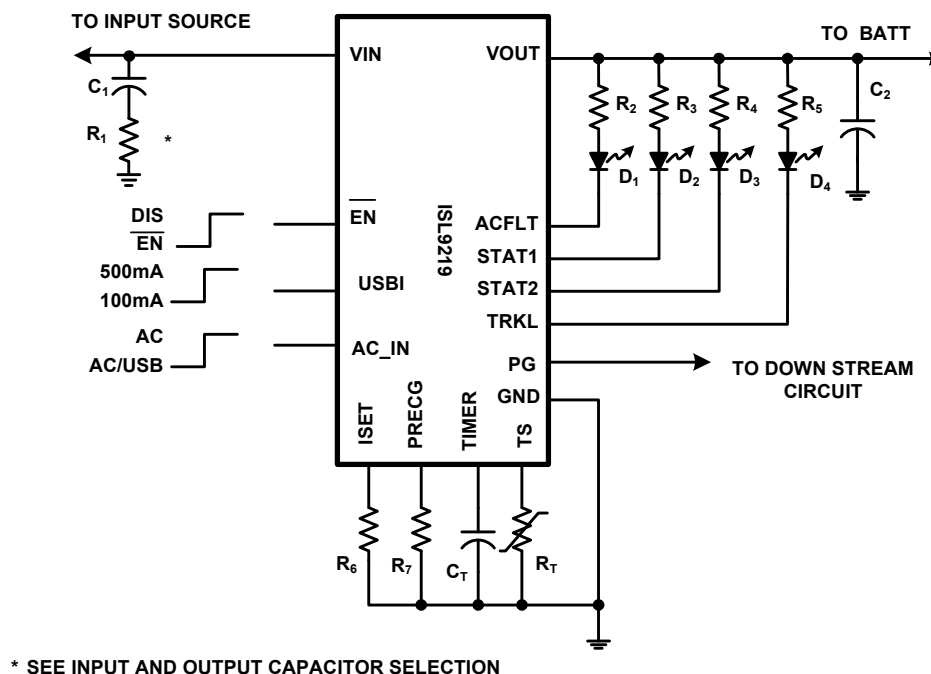 TO INPUT SOURCE
TO BATT
VIN
VOUT
C1
R1
*
R2
R3
R4
R5
C2
D1
D2
D3
D4
DIS
EN
EN
ISL9219
ACFLT
500mA
100mA
USBI
STAT1
STAT2
AC
AC/USB
AC_IN
TRKL
PG
TO DOWN STREAM
CIRCUIT
GND
ISET
PRECG
TIMER
TS
R6
R7
CT
RT
* SEE INPUT AND OUTPUT CAPACITOR SELECTION